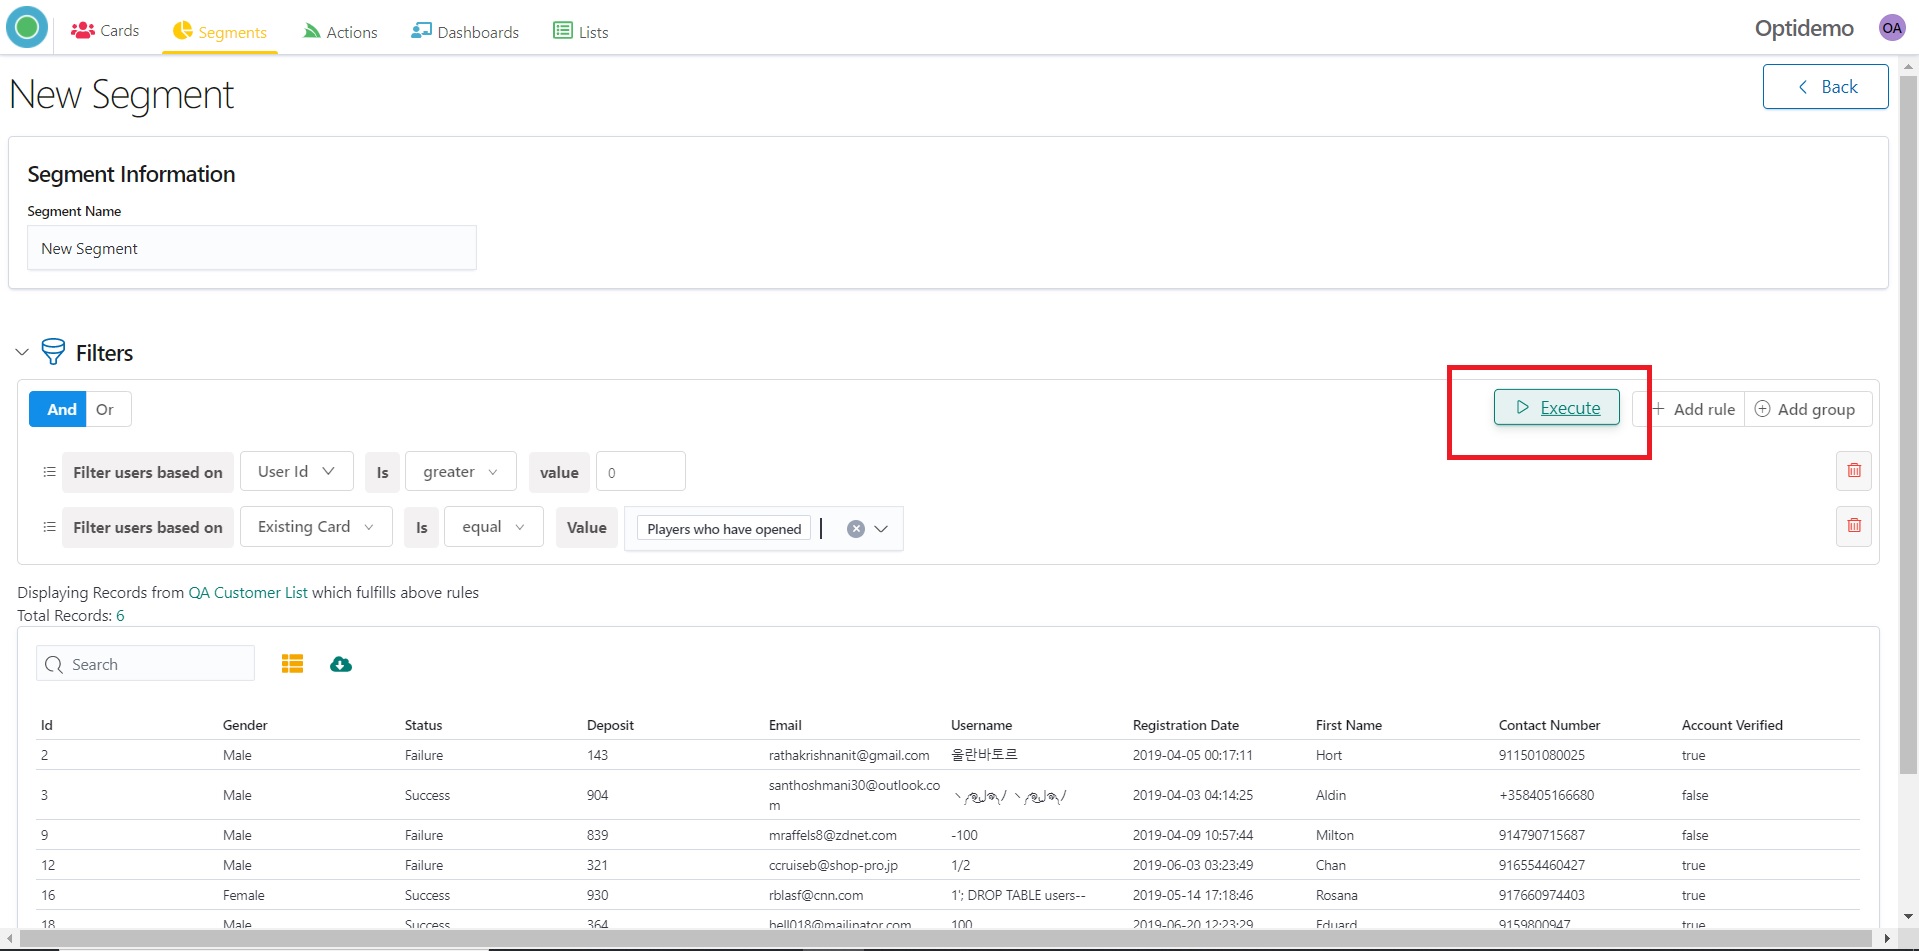 Cards
Segments
Actions
Dashboards
Lists
Optidemo
OA
New Segment
Back
Segment Information
Segment Name
New Segment
Filters
And
Or
Execute
Add rule
Add group
Filter users based on
User Id
Is
greater
value
0
Filter users based on
Existing Card
Is
equal
Value
Players who have opened
Displaying Records from QA Customer List which fulfills above rules
Total Records: 6
Search
Id Gender Status Deposit Email Username Registration Date First Name Contact Number Account Verified
2 Male Failure 143 rathakrishnanit@gmail.com 울란바토르 2019-04-05 00:17:11 Hort 911501080025 true
3 Male Success 904 santhoshmani30@outlook.co
m 2019-04-03 04:14:25 Aldin +358405166680 false
9 Male Failure 839 mraffels8@zdnet.com -100 2019-04-09 10:57:44 Milton 914790715687 false
12 Male Failure 321 ccruiseb@shop-pro.jp 1/2 2019-06-03 03:23:49 Chan 916554460427 true
16 Female Success 930 rblasf@cnn.com 1'; DROP TABLE users-- 2019-05-14 17:18:46 Rosana 917660974403 true
18 Male Success 364 hell018@mailinator.com 100 2019-06-20 12:23:29 Eduard 9159800947 true